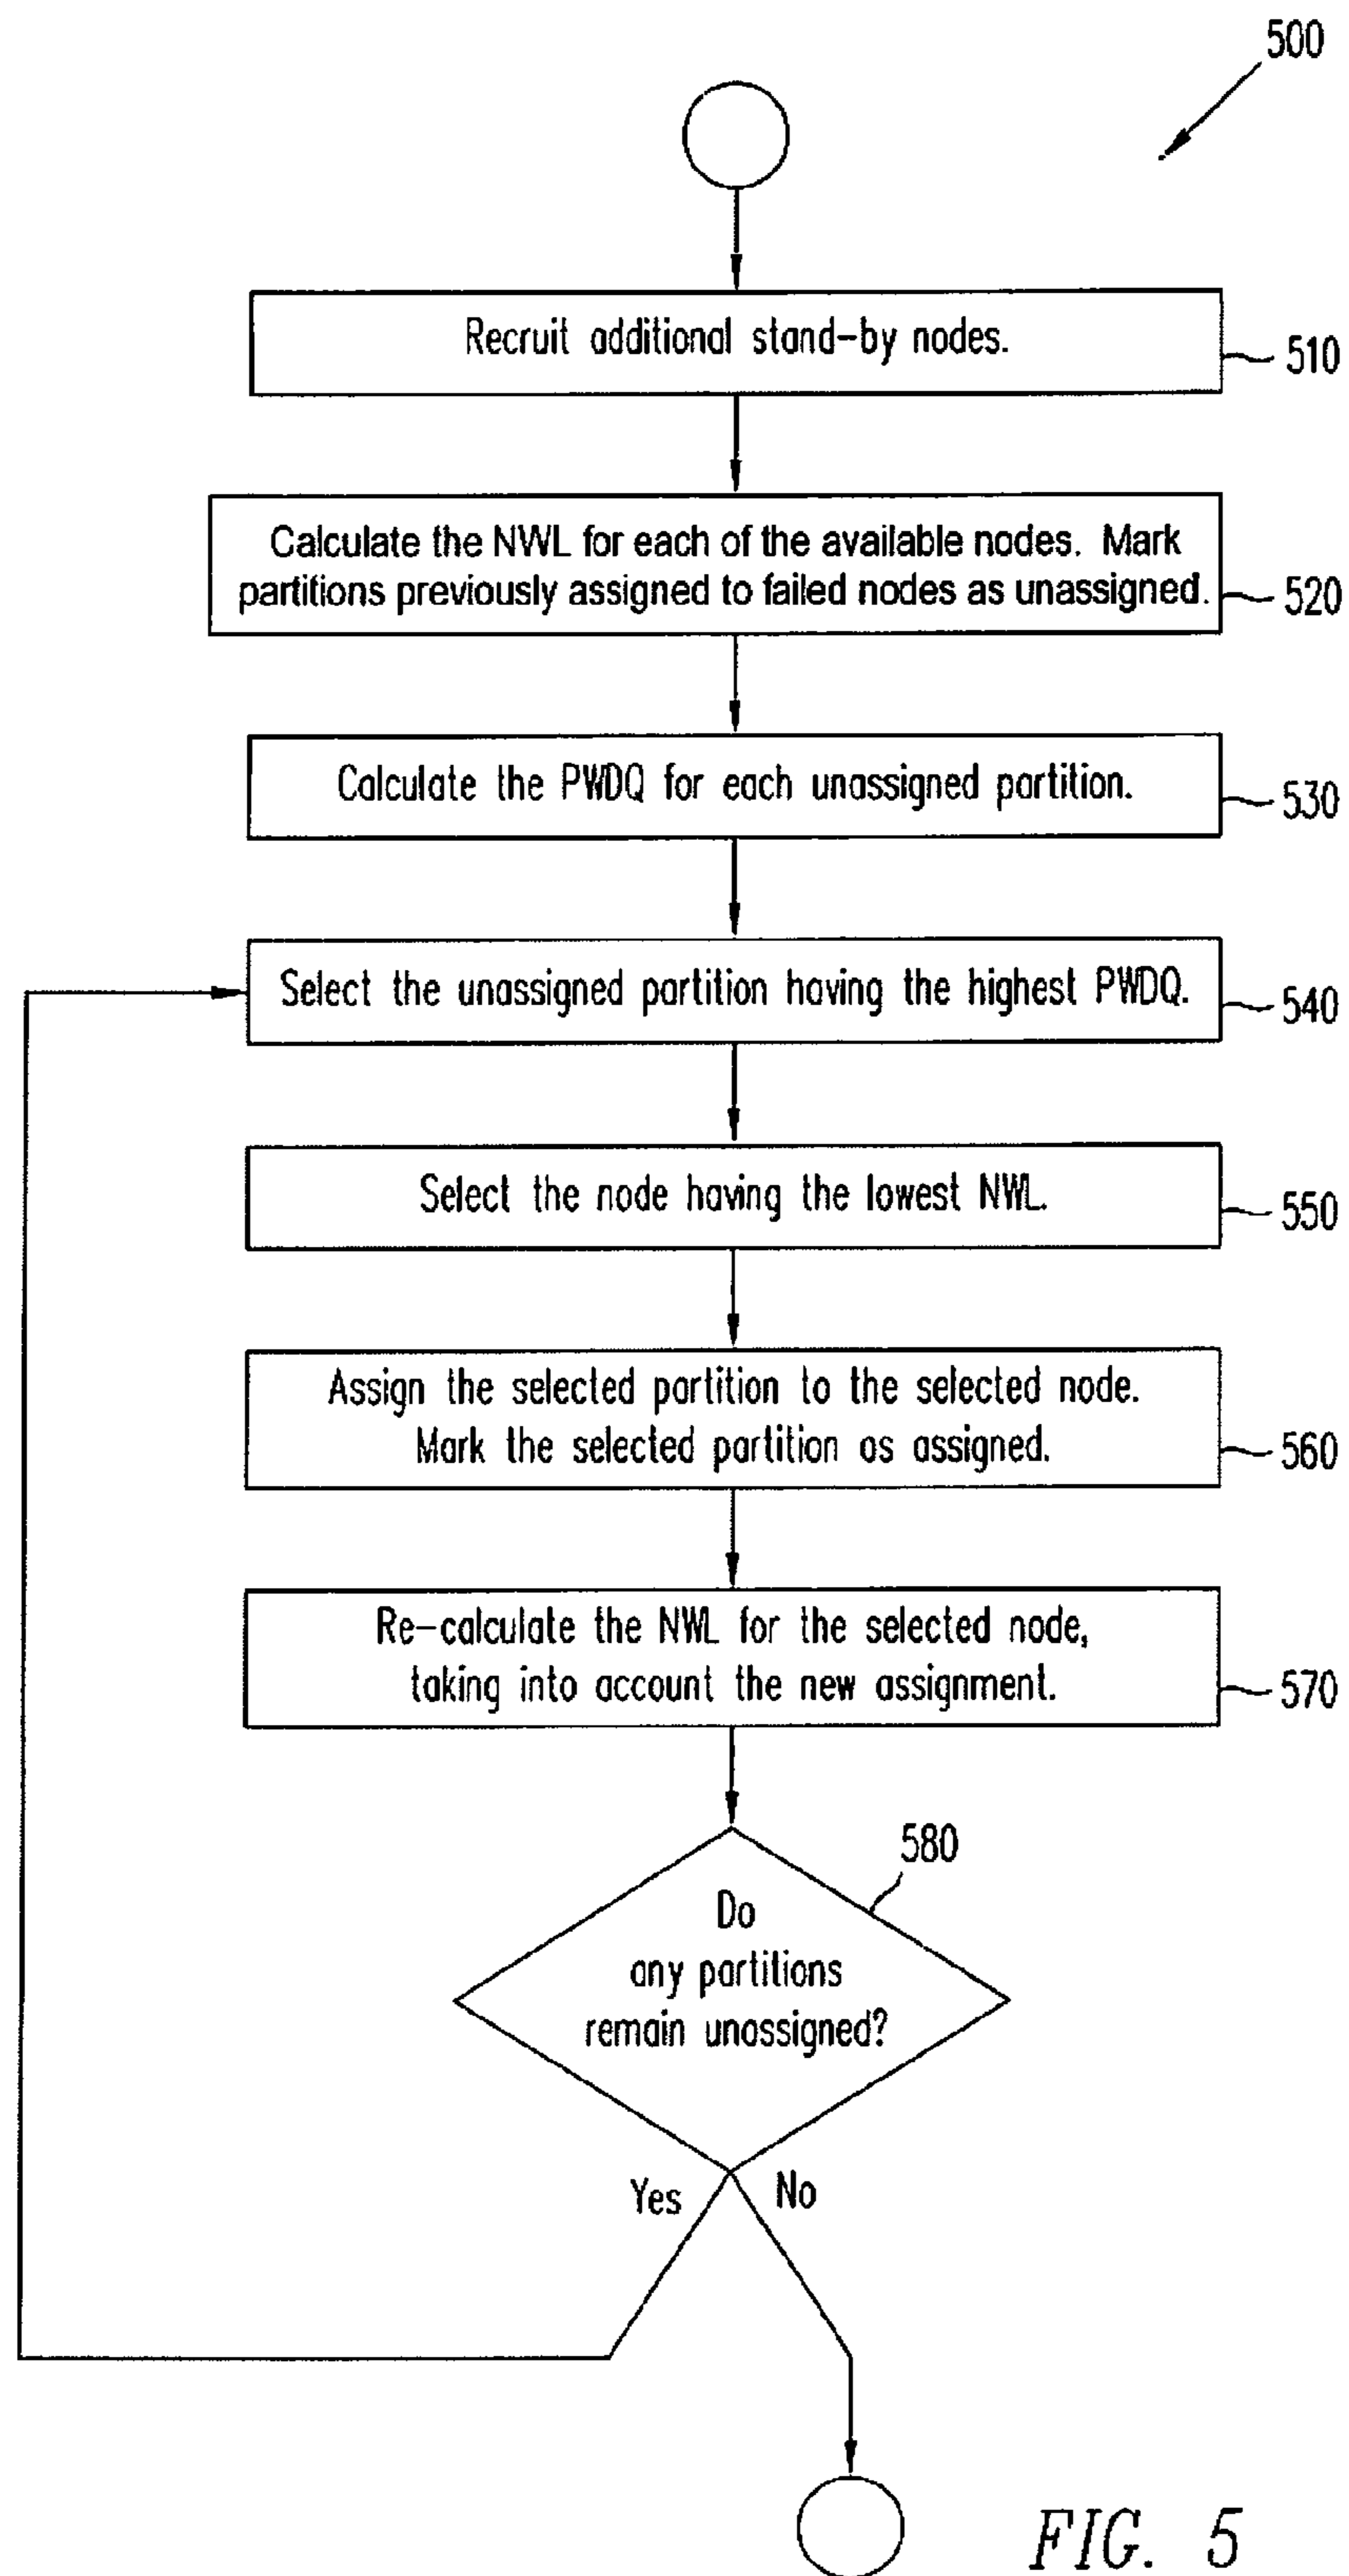 500
Recruit additional stand-by nodes.
510
Calculate the NWL for each of the available nodes. Mark
partitions previously assigned to failed nodes as unassigned.
520
Calculate the PWDQ for each unassigned partition.
530
Select the unassigned partition having the highest PWDQ.
540
Select the node having the lowest NWL.
550
Assign the selected partition to the selected node.
Mark the selected partition as assigned.
560
Re-calculate the NWL for the selected node,
taking into account the new assignment.
570
580
Do
any partitions
remain unassigned?
Yes
No
FIG. 5